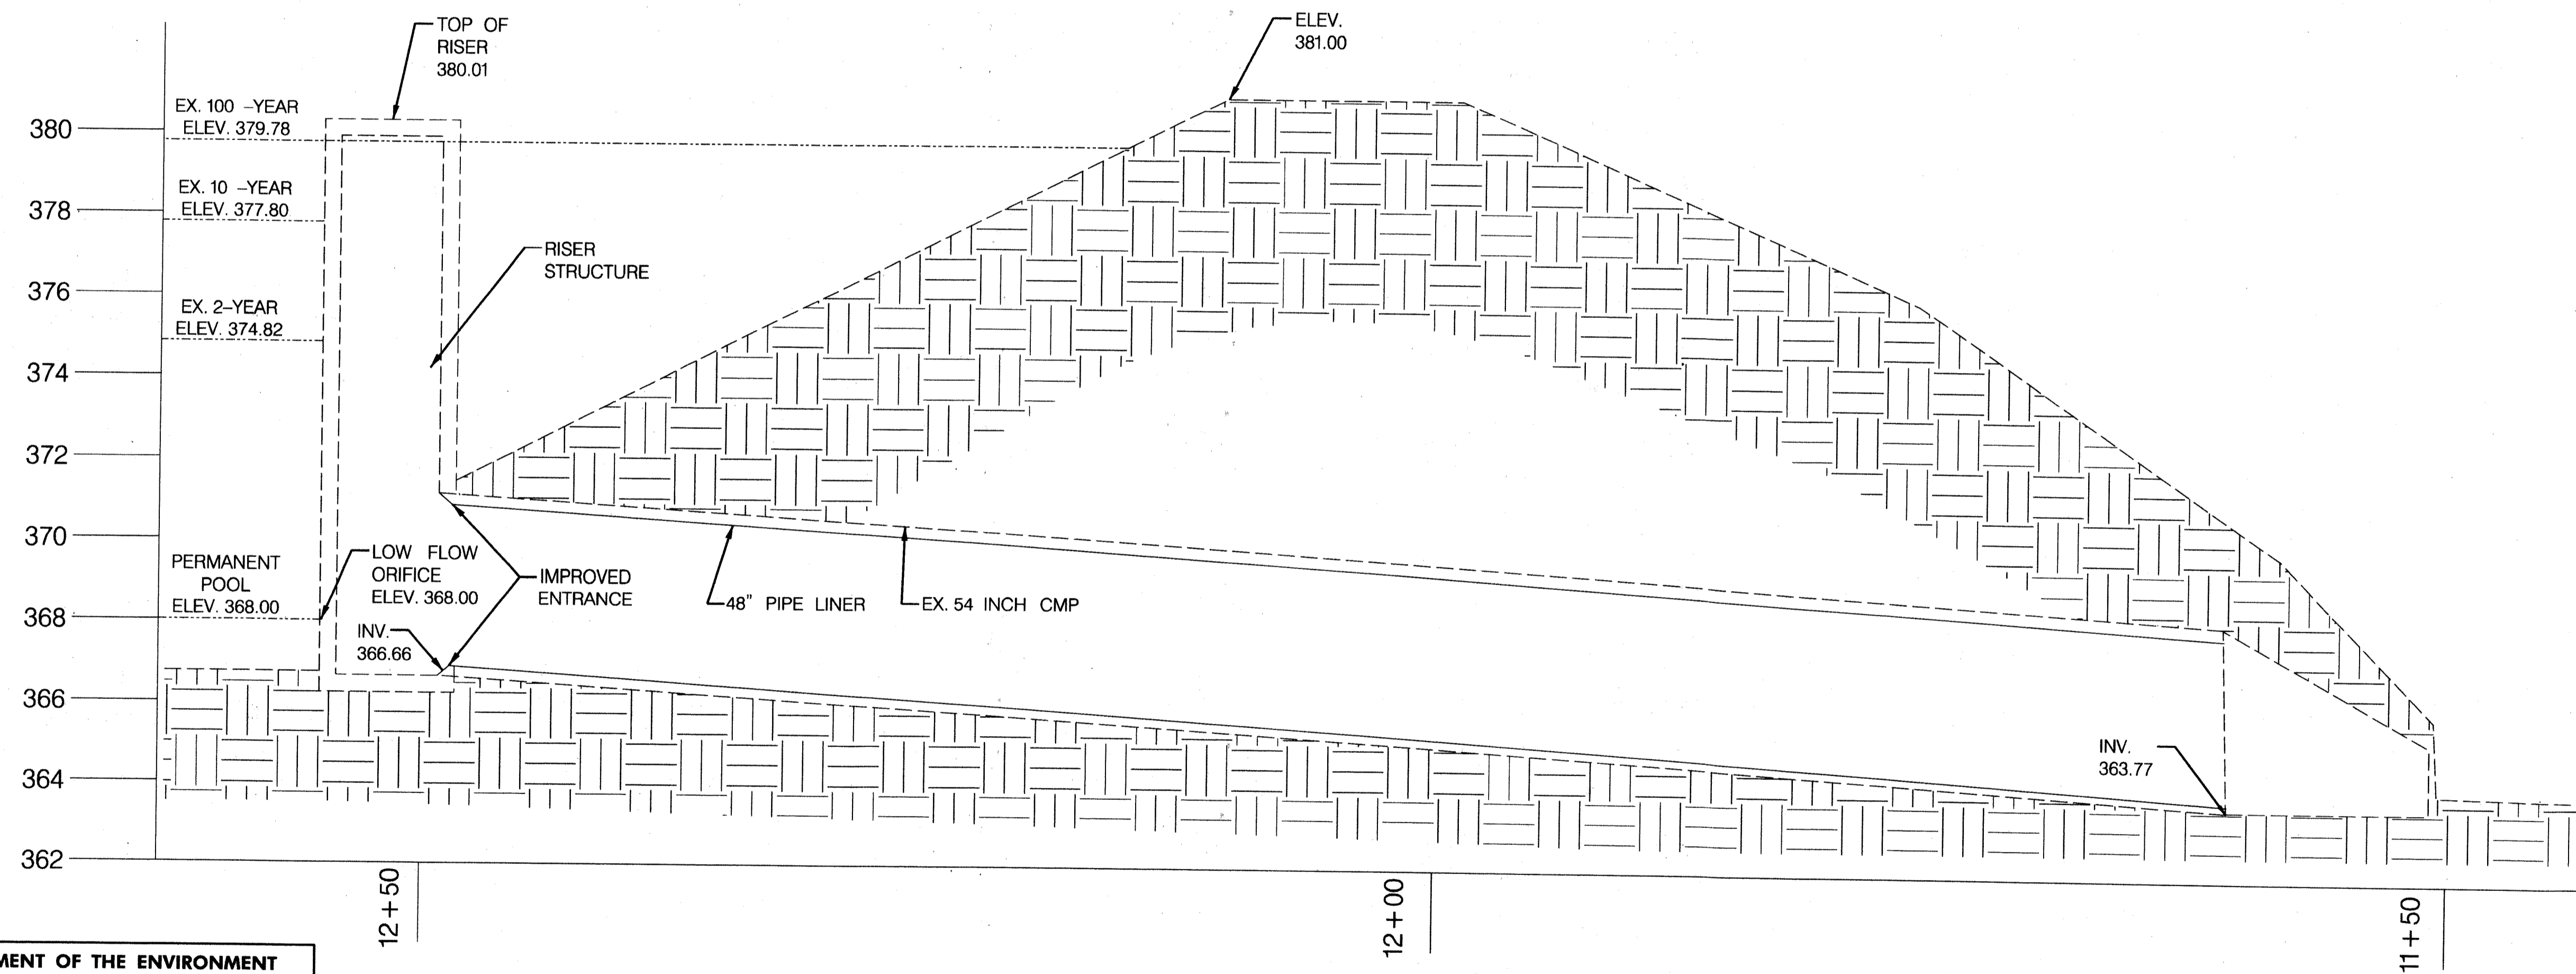 TOP OF
RISER
380.01
ELEV.
381.00
EX. 100 -YEAR
ELEV. 379.78
380
EX. 10 -YEAR
ELEV. 377.80
378
RISER
STRUCTURE
376
EX. 2-YEAR
ELEV. 374.82
374
372
370
PERMANENT
POOL
ELEV. 368.00
LOW FLOW
ORIFICE
ELEV. 368.00
IMPROVED
ENTRANCE
48" PIPE LINER
EX. 54 INCH CMP
368
INV.
366.66
366
INV.
363.77
364
362
12+50
12+00
11+50
MENT OF THE ENVIRONMENT